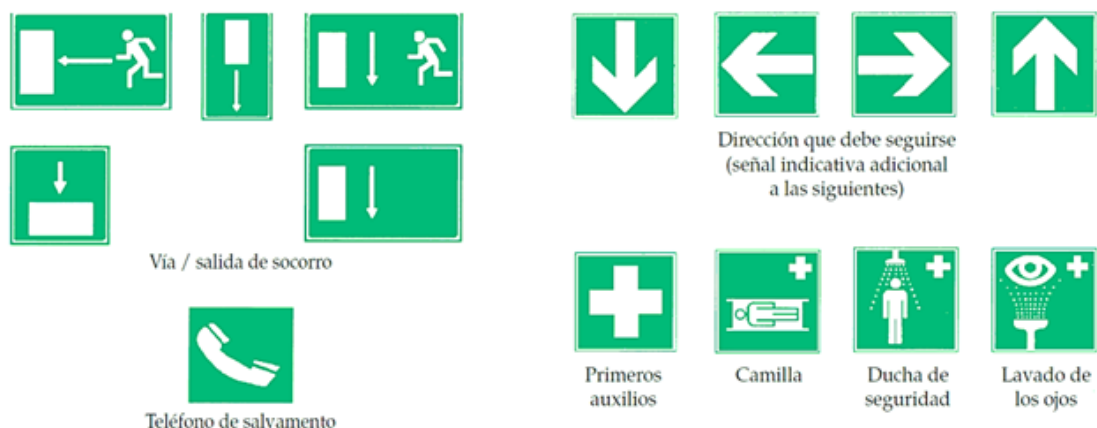 Vía / salida de socorro
Teléfono de salvamento
Dirección que debe seguirse
(señal indicativa adicional
a las siguientes)
Primeros
auxilios
Camilla
Ducha de
seguridad
Lavado de
los ojos